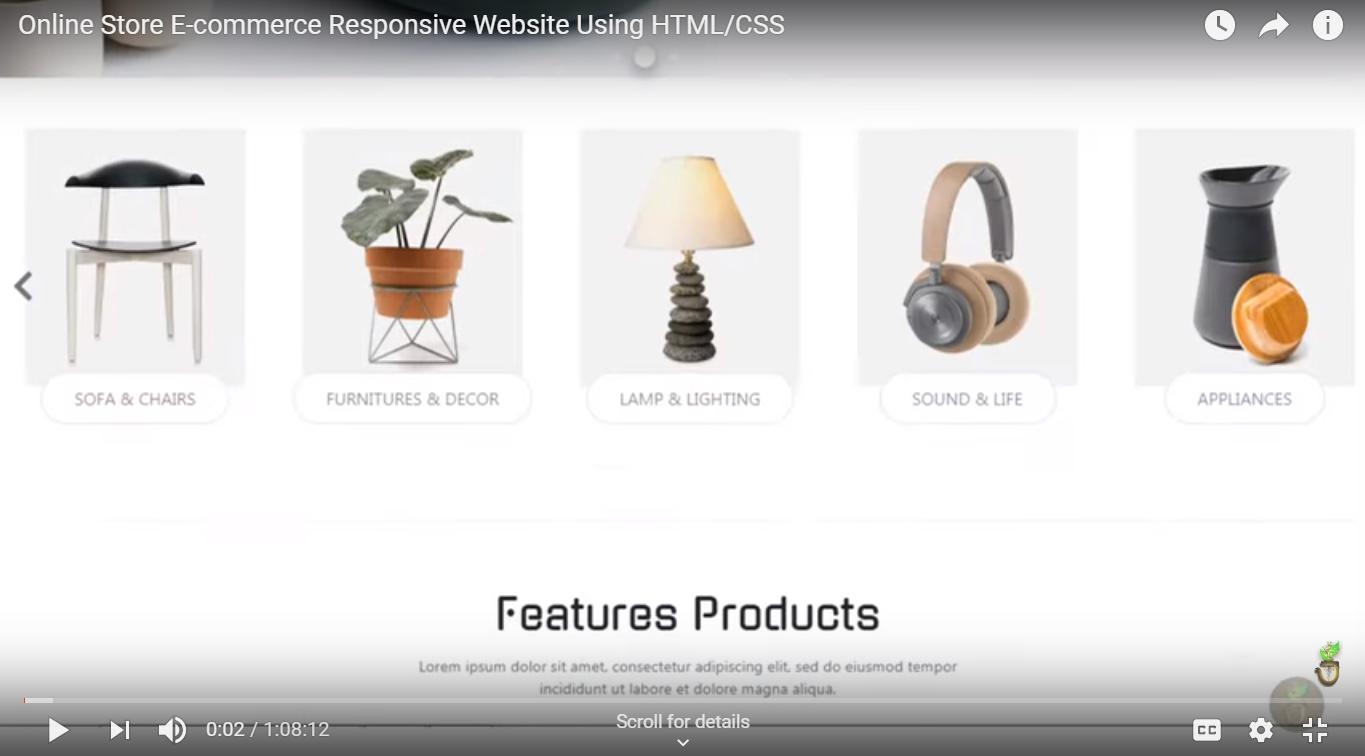 Online Store E-commerce Responsive Website Using HTML/CSS
SOFA & CHAIRS
FURNITURES & DECOR
LAMP & LIGHTING
SOUND & LIFE
APPLIANCES
Features Products
Lorem ipsum dolor sit amet, consectetur adipiscing elit, sed do eiusmod tempor
incididunt ut labore et dolore magna aliqua.
Scroll for details
0:02 / 1:08:12
CC